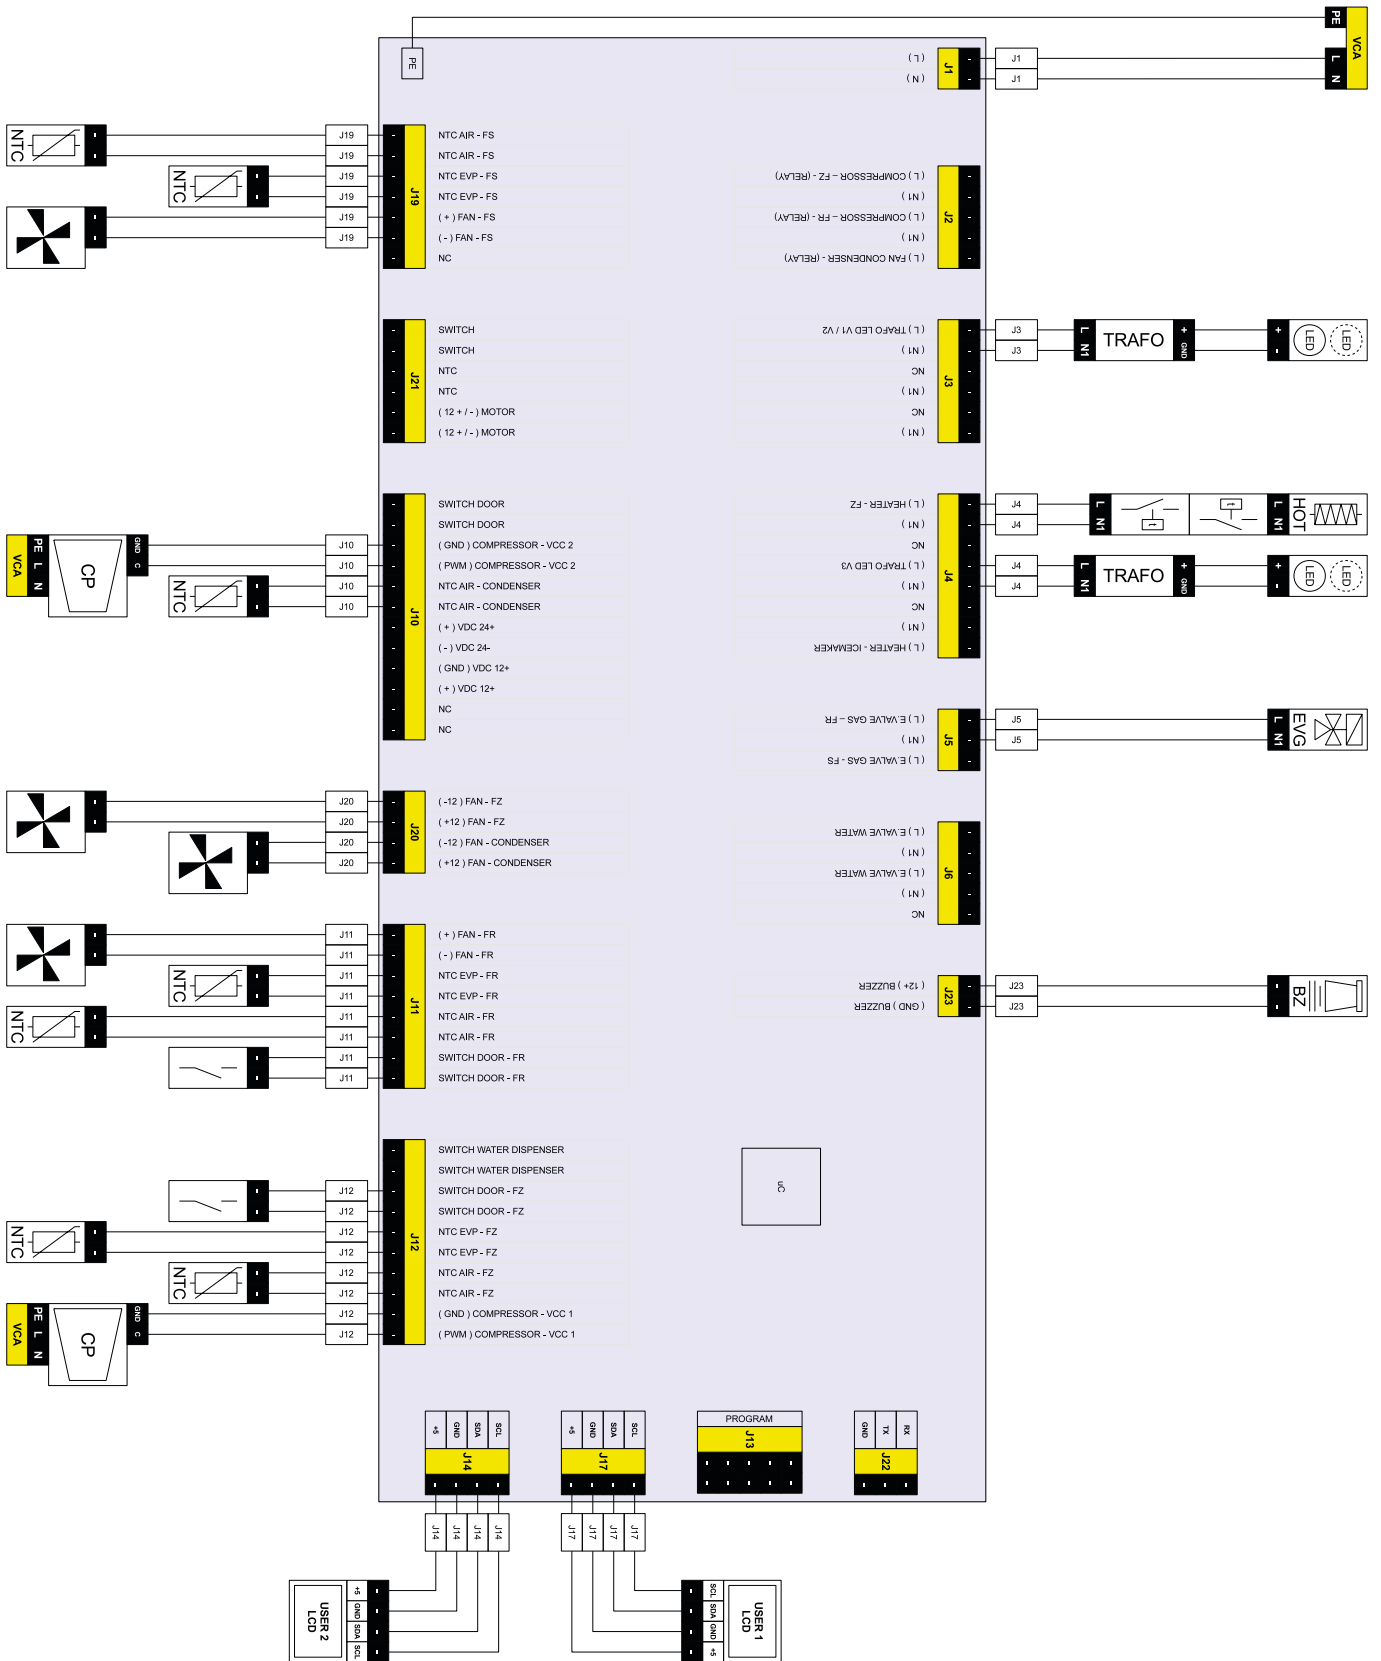 PE
VCA
L
N
PE
( L )
( N )
J1
J1
J1
NTC
NTC
J19
J19
J19
J19
J19
J19
J19
NTC AIR - FS
NTC AIR - FS
NTC EVP - FS
NTC EVP - FS
( + ) FAN - FS
( - ) FAN - FS
NC
( L ) COMPRESSOR – FZ - (RELAY)
( N1 )
( L ) COMPRESSOR – FR - (RELAY)
( N1 )
( L ) FAN CONDENSER - (RELAY)
J2
J21
SWITCH
SWITCH
NTC
NTC
( 12 + / - ) MOTOR
( 12 + / - ) MOTOR
( L ) TRAFO LED V1 / V2
( N1 )
NC
( N1 )
NC
( N1 )
J3
J3
J3
L
N1
TRAFO
+
GND
+
-
LED
LED
VCA
PE
L
N
CP
GND
C
NTC
J10
J10
J10
J10
J10
SWITCH DOOR
SWITCH DOOR
( GND ) COMPRESSOR - VCC 2
( PWM ) COMPRESSOR - VCC 2
NTC AIR - CONDENSER
NTC AIR - CONDENSER
( + ) VDC 24+
( - ) VDC 24-
( GND ) VDC 12+
( + ) VDC 12+
NC
NC
( L ) HEATER - FZ
( N1 )
NC
( L ) TRAFO LED V3
( N1 )
NC
( N1 )
( L ) HEATER - ICEMAKER
J4
J4
J4
J4
J4
L
N1
t
t
L
N1
HOT
L
N1
TRAFO
+
GND
+
-
LED
LED
( L ) E.VALVE GAS – FR
( N1 )
( L ) E.VALVE GAS - FS
J5
J5
J5
L
N1
EVG
J20
J20
J20
J20
J20
( -12 ) FAN - FZ
( +12 ) FAN - FZ
( -12 ) FAN - CONDENSER
( +12 ) FAN - CONDENSER
( L ) E.VALVE WATER
( N1 )
( L ) E.VALVE WATER
( N1 )
NC
J6
NTC
NTC
J11
J11
J11
J11
J11
J11
J11
J11
J11
( + ) FAN - FR
( - ) FAN - FR
NTC EVP - FR
NTC EVP - FR
NTC AIR - FR
NTC AIR - FR
SWITCH DOOR - FR
SWITCH DOOR - FR
( 12+ ) BUZZER
( GND ) BUZZER
J23
J23
J23
BZ
NTC
NTC
VCA
PE
L
N
CP
GND
C
J12
J12
J12
J12
J12
J12
J12
J12
J12
SWITCH WATER DISPENSER
SWITCH WATER DISPENSER
SWITCH DOOR - FZ
SWITCH DOOR - FZ
NTC EVP - FZ
NTC EVP - FZ
NTC AIR - FZ
NTC AIR - FZ
( GND ) COMPRESSOR - VCC 1
( PWM ) COMPRESSOR - VCC 1
uC
+5
GND
SDA
SCL
J14
+5
GND
SDA
SCL
J17
PROGRAM
J13
GND
TX
RX
J22
J14
J14
J14
J14
J17
J17
J17
J17
USER 2
LCD
+5
GND
SDA
SCL
SCL
SDA
GND
+5
USER 1
LCD